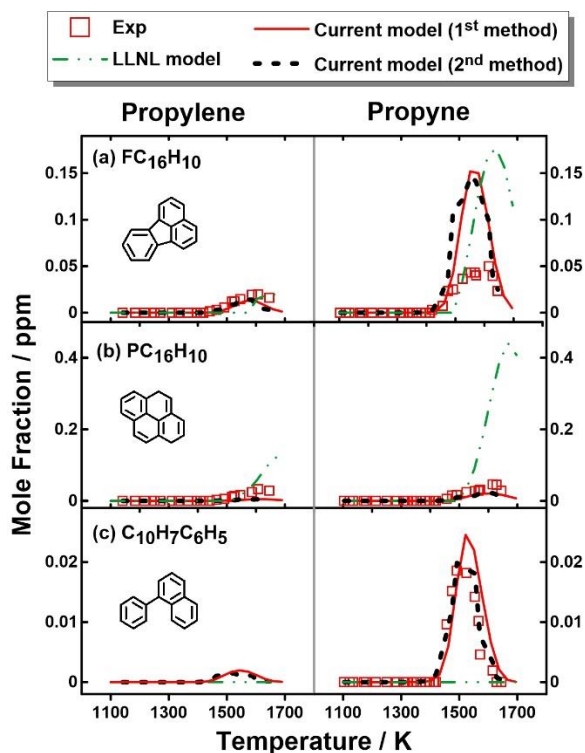 Exp
Current model (1st method)
LLNL model
Current model (2nd method)
Propylene
Propyne
(a) FC16H10
0.15
0.10
0.05
0
0.15
0.10
0.05
0
(b) PC16H10
0.4
0.2
0
0.4
0.2
0
(c) C10H7C6H5
0.02
0.01
0
0.02
0.01
0
Mole Fraction / ppm
1100 1300 1500 1700
1100 1300 1500 1700
Temperature / K